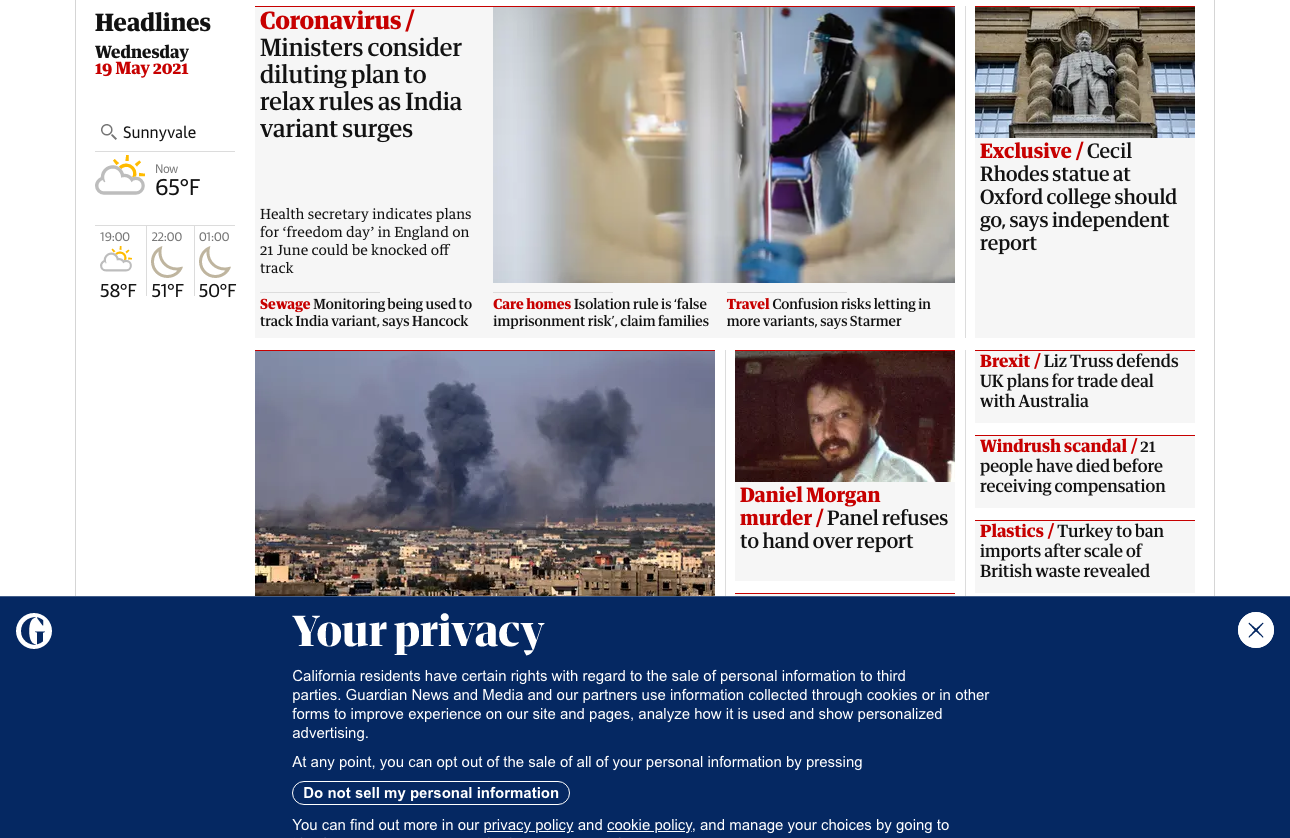 Headlines
Wednesday
19 May 2021
Sunnyvale
Now
65°F
19:00
22:00
01:00
58°F
51°F
50°F
Coronavirus /
Ministers consider
diluting plan to
relax rules as India
variant surges
Health secretary indicates plans
for ‘freedom day’ in England on
21 June could be knocked off
track
Sewage Monitoring being used to
track India variant, says Hancock
Care homes Isolation rule is ‘false
imprisonment risk’, claim families
Travel Confusion risks letting in
more variants, says Starmer
Exclusive / Cecil
Rhodes statue at
Oxford college should
go, says independent
report
Daniel Morgan
murder / Panel refuses
to hand over report
Brexit / Liz Truss defends
UK plans for trade deal
with Australia
Windrush scandal / 21
people have died before
receiving compensation
Plastics / Turkey to ban
imports after scale of
British waste revealed
G
Your privacy
California residents have certain rights with regard to the sale of personal information to third
parties. Guardian News and Media and our partners use information collected through cookies or in other
forms to improve experience on our site and pages, analyze how it is used and show personalized
advertising.
At any point, you can opt out of the sale of all of your personal information by pressing
Do not sell my personal information
You can find out more in our privacy policy and cookie policy, and manage your choices by going to